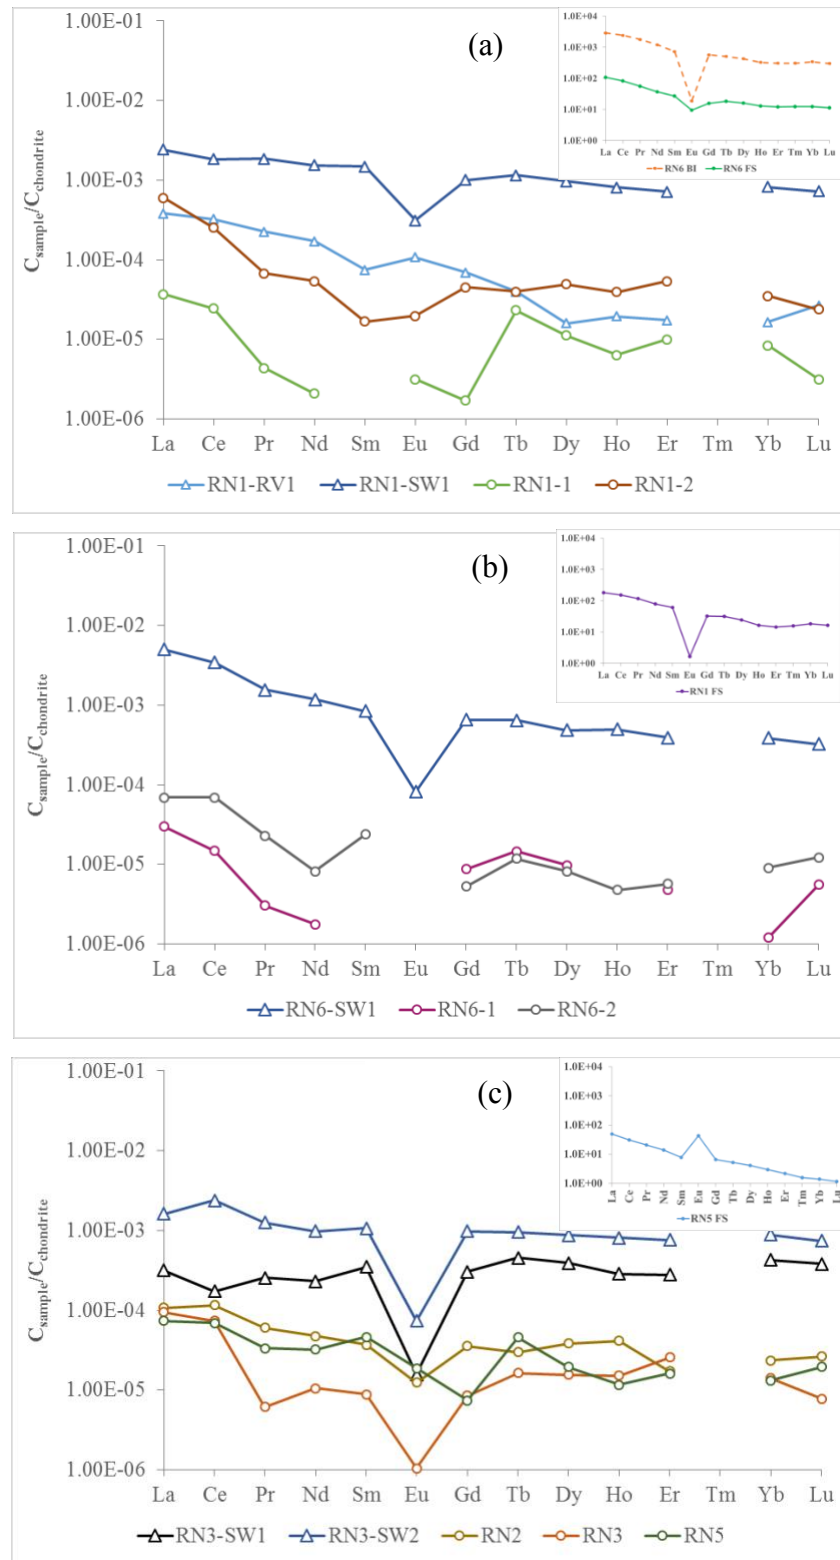 (a)
1.00E-01
1.00E-02
1.00E-03
1.00E-04
1.00E-05
1.00E-06
Csample/Cchondrite
La Ce Pr Nd Sm Eu Gd Tb Dy Ho Er Tm Yb Lu
RN1-RV1 RN1-SW1 RN1-1 RN1-2
1.0E+04
1.0E+03
1.0E+02
1.0E+01
1.0E+00
La Ce Pr Nd Sm Eu Gd Tb Dy Ho Er Tm Yb Lu
RN6 BI RN6 FS
(b)
1.00E-01
1.00E-02
1.00E-03
1.00E-04
1.00E-05
1.00E-06
Csample/Cchondrite
La Ce Pr Nd Sm Eu Gd Tb Dy Ho Er Tm Yb Lu
RN6-SW1 RN6-1 RN6-2
1.0E+04
1.0E+03
1.0E+02
1.0E+01
1.0E+00
La Ce Pr Nd Sm Eu Gd Tb Dy Ho Er Tm Yb Lu
RN1 FS
(c)
1.00E-01
1.00E-02
1.00E-03
1.00E-04
1.00E-05
1.00E-06
Csample/Cchondrite
La Ce Pr Nd Sm Eu Gd Tb Dy Ho Er Tm Yb Lu
RN3-SW1 RN3-SW2 RN2 RN3 RN5
1.0E+04
1.0E+03
1.0E+02
1.0E+01
1.0E+00
La Ce Pr Nd Sm Eu Gd Tb Dy Ho Er Tm Yb Lu
RN5 FS